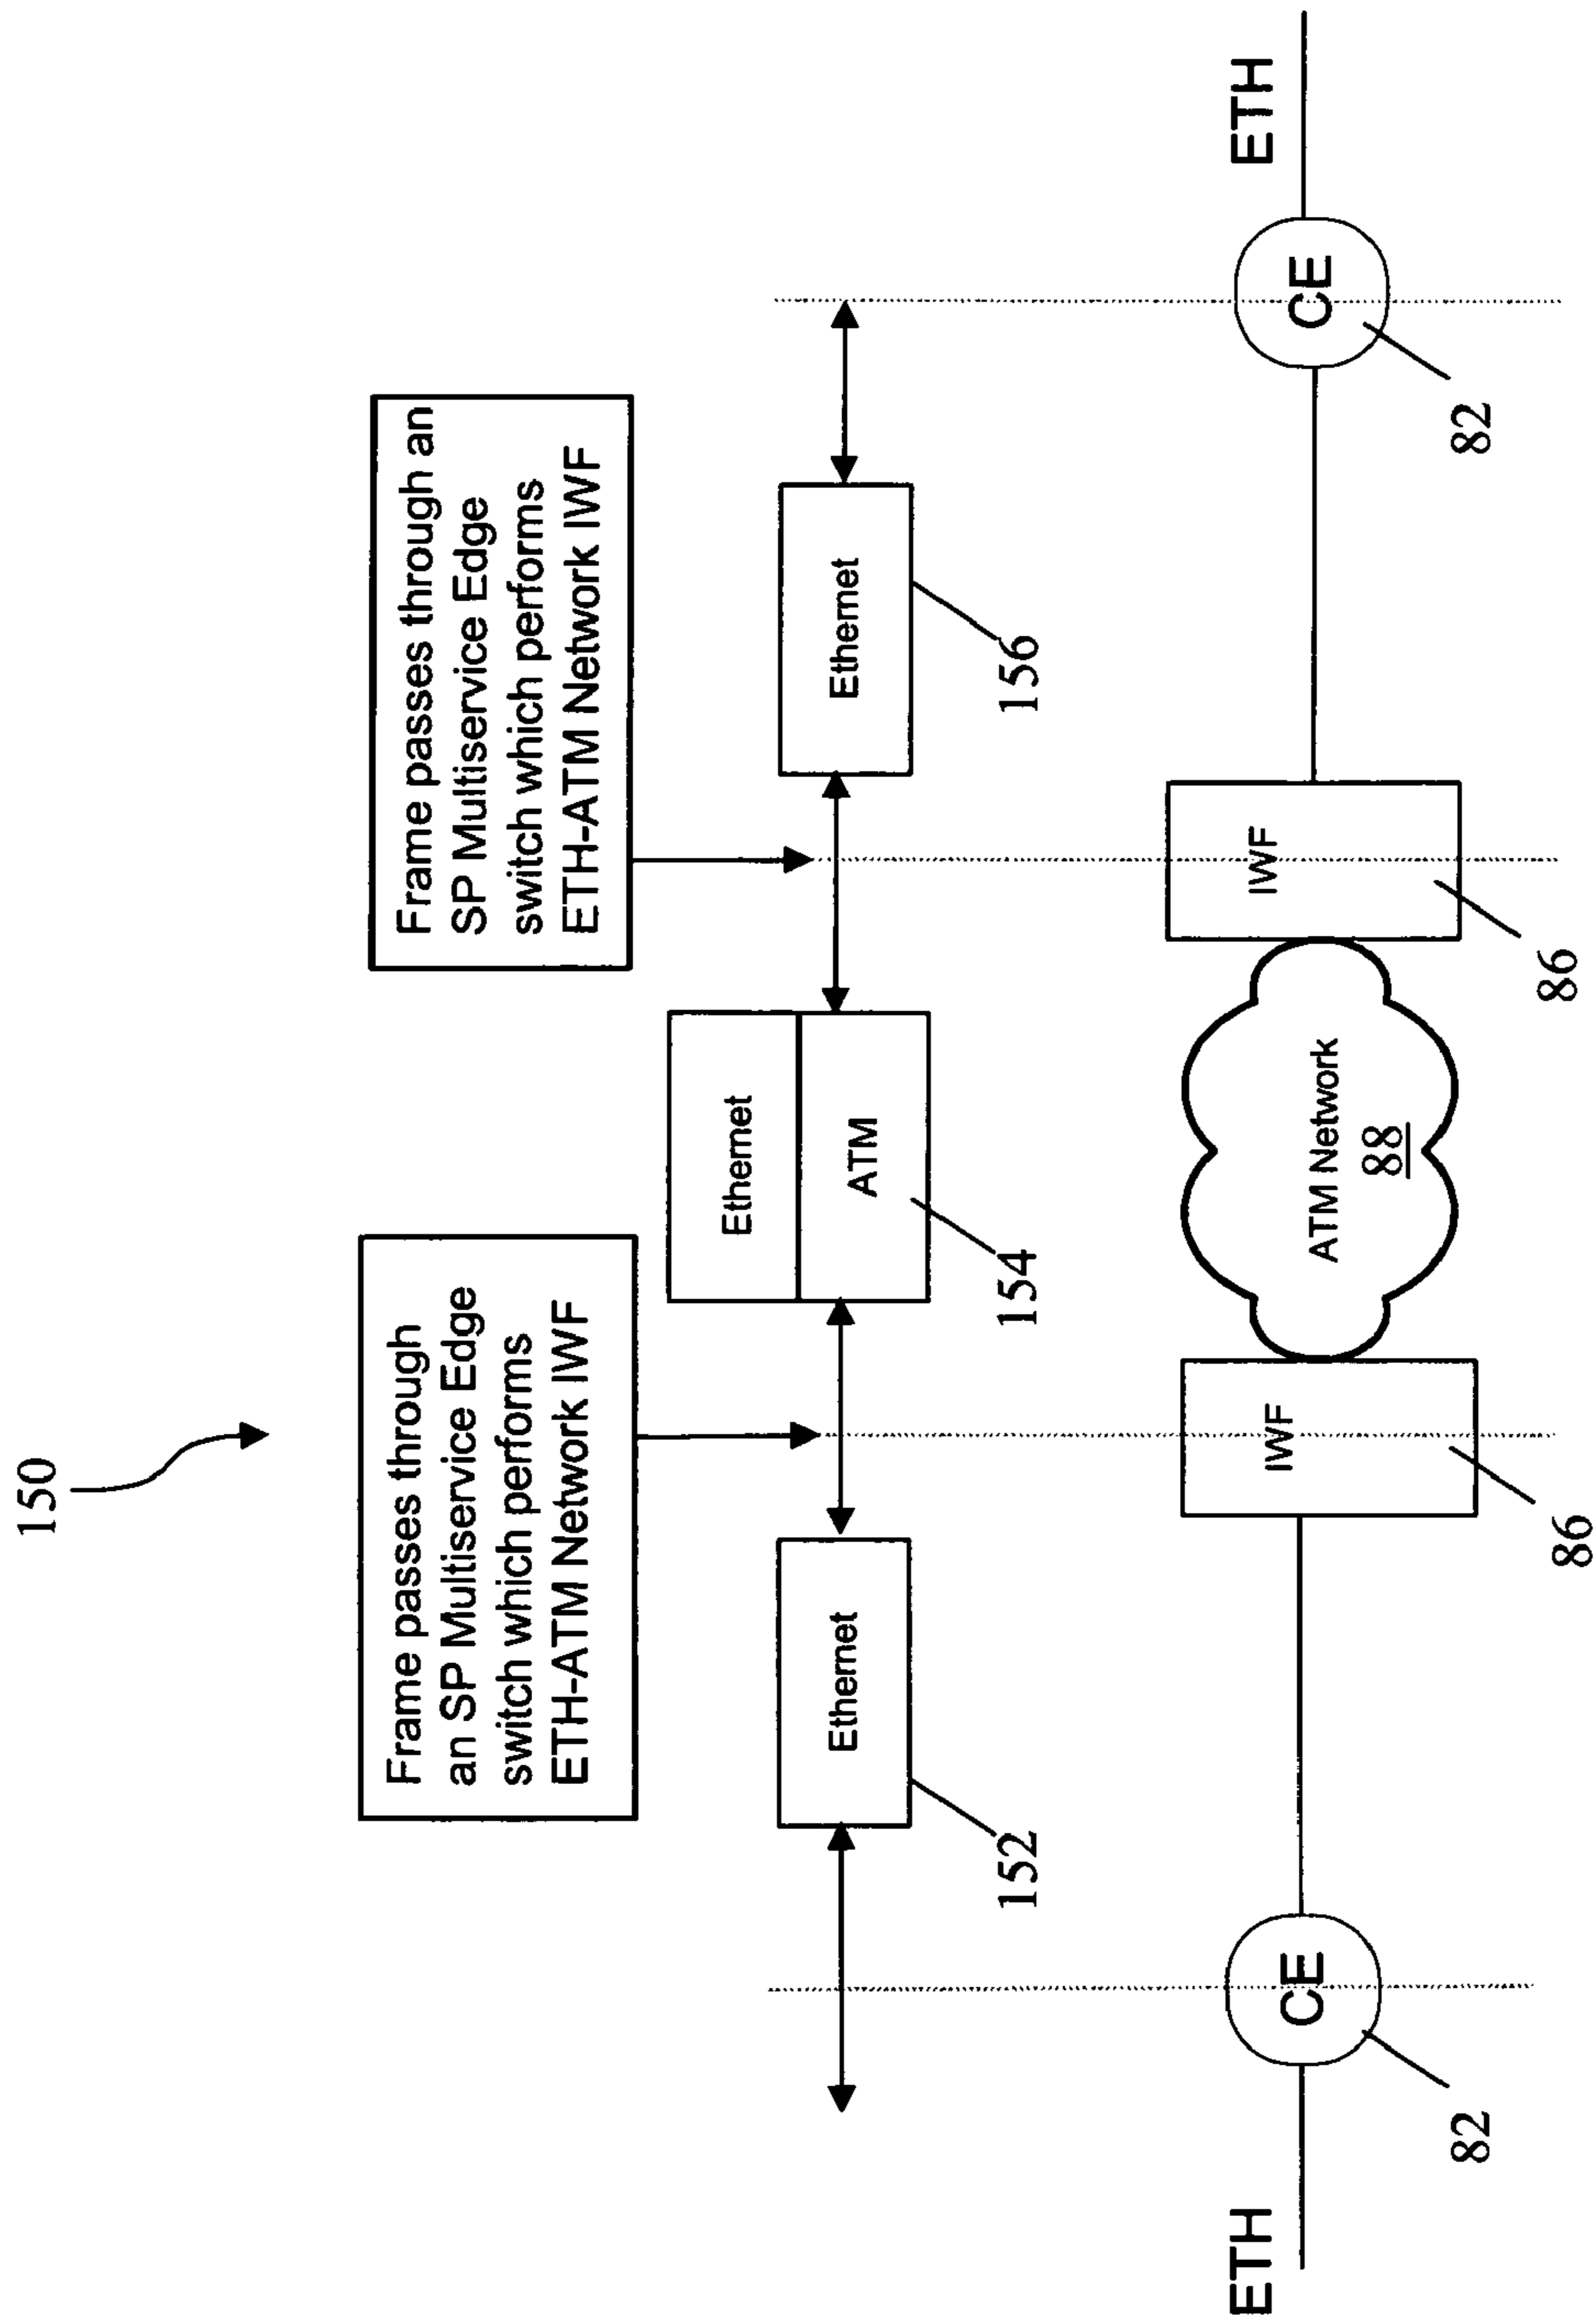 150
Frame passes through
an SP Multiservice Edge
switch which performs
ETH-ATM Network IWF
Frame passes through an
SP Multiservice Edge
switch which performs
ETH-ATM Network IWF
Ethernet
152
Ethernet
ATM
154
Ethernet
156
ETH
CE
82
IWF
86
ATM Network
88
IWF
86
CE
82
ETH